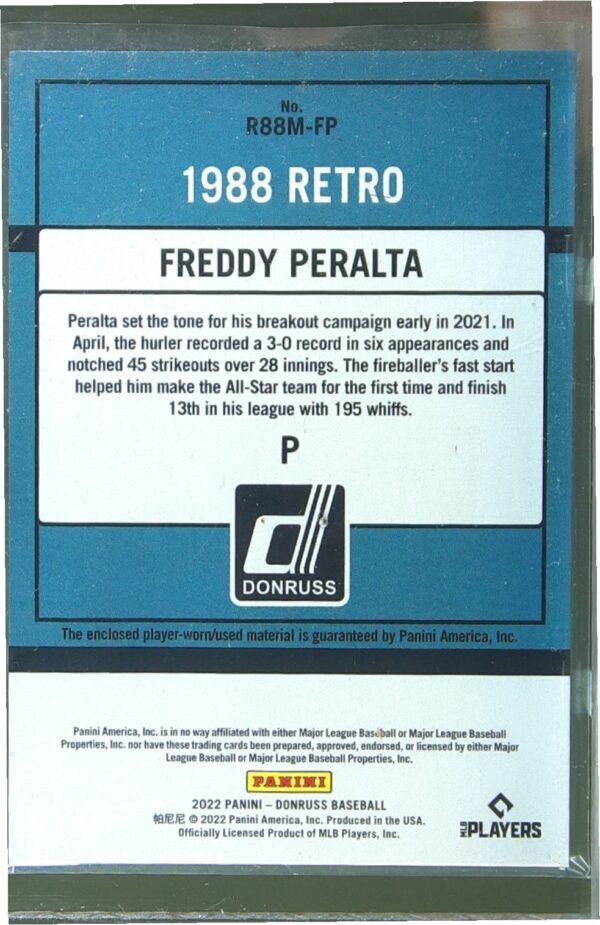 No.
R88M-FP
1988 RETRO
FREDDY PERALTA
Peralta set the tone for his breakout campaign early in 2021. In
April, the hurler recorded a 3-0 record in six appearances and
notched 45 strikeouts over 28 innings. The fireballer's fast start
helped him make the All-Star team for the first time and finish
13th in his league with 195 whiffs.
P
d
DONRUSS
The enclosed player-worn/used material is guaranteed by Panini America, Inc.
Panini America, Inc. is in no way affiliated with either Major League Baseball or Major League Baseball
Properties, Inc. nor have these trading cards been prepared, approved, endorsed, or licensed by either Major
League Baseball or Major League Baseball Properties, Inc.
PANINI
2022 PANINI – DONRUSS BASEBALL
帕尼尼 © 2022 Panini America, Inc. Produced in the USA.
Officially Licensed Product of MLB Players, Inc.
MLB PLAYERS